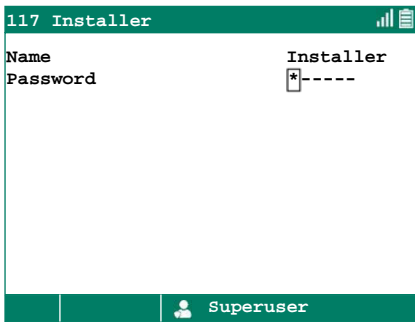 117 Installer
Name Installer
Password *-----
Superuser